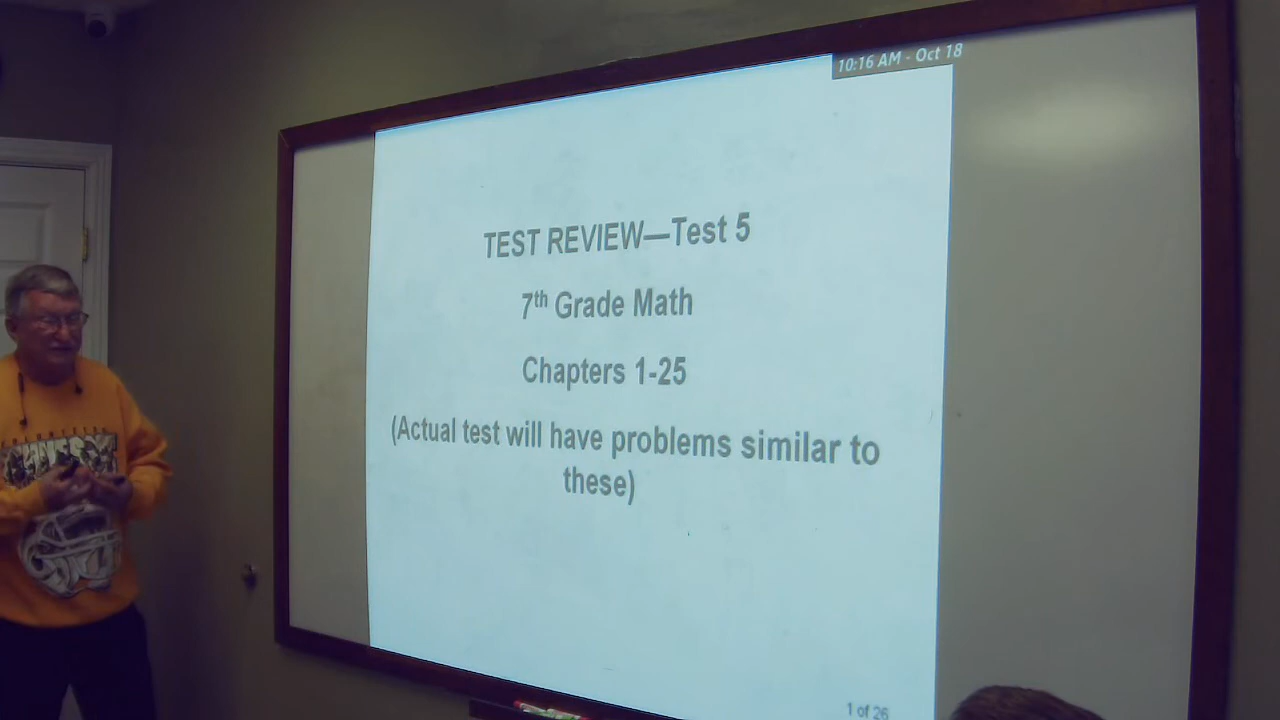 10:16 AM - Oct 18
TEST REVIEW—Test 5
7th Grade Math
Chapters 1-25
(Actual test will have problems similar to
these)
1 of 26